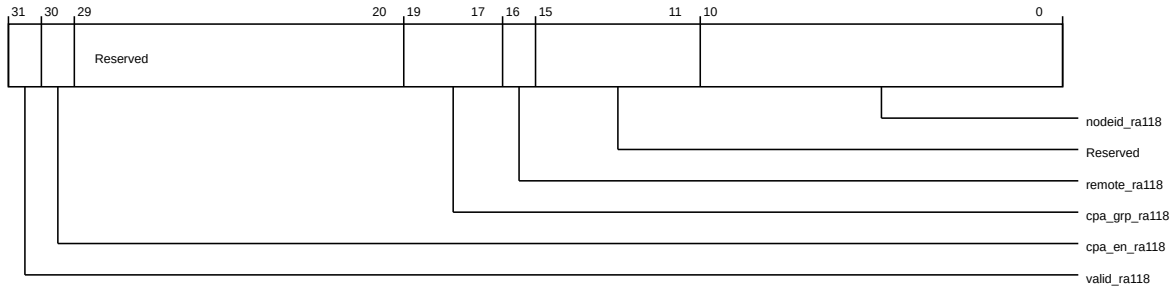 31 30 29 20 19 17 16 15 11 10 0
Reserved
nodeid_ra118
Reserved
remote_ra118
cpa_grp_ra118
cpa_en_ra118
valid_ra118